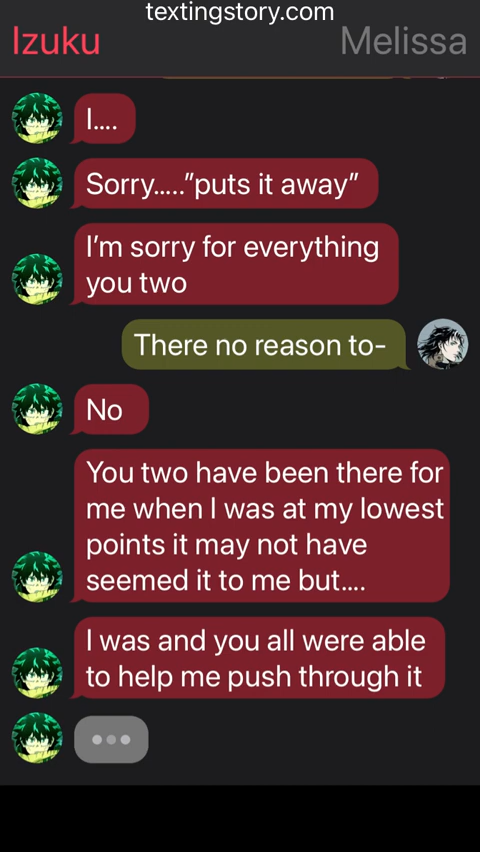 textingstory.com
Izuku
Melissa
I....
Sorry.....”puts it away”
I’m sorry for everything
you two
There no reason to-
No
You two have been there for
me when I was at my lowest
points it may not have
seemed it to me but....
I was and you all were able
to help me push through it